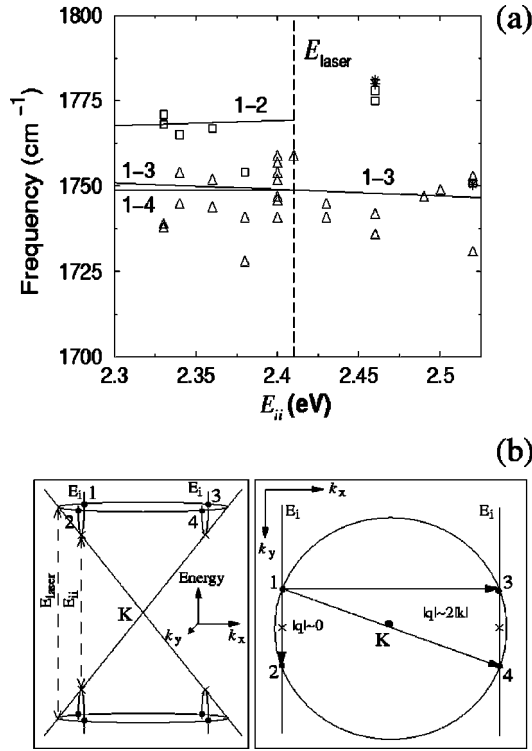 (a)
1800
1775
1750
1725
1700
Frequency (cm⁻¹)
E_laser
1−2
1−3
1−3
1−4
2.3 2.35 2.4 2.45 2.5
E_ii (eV)
(b)
E_i 1
E_i 3
2
4
E_laser
E_ii
K
Energy
k_y
k_x
k_x
k_y
E_i
E_i
1
3
|q|~0
|q|~2|k|
K
2
4